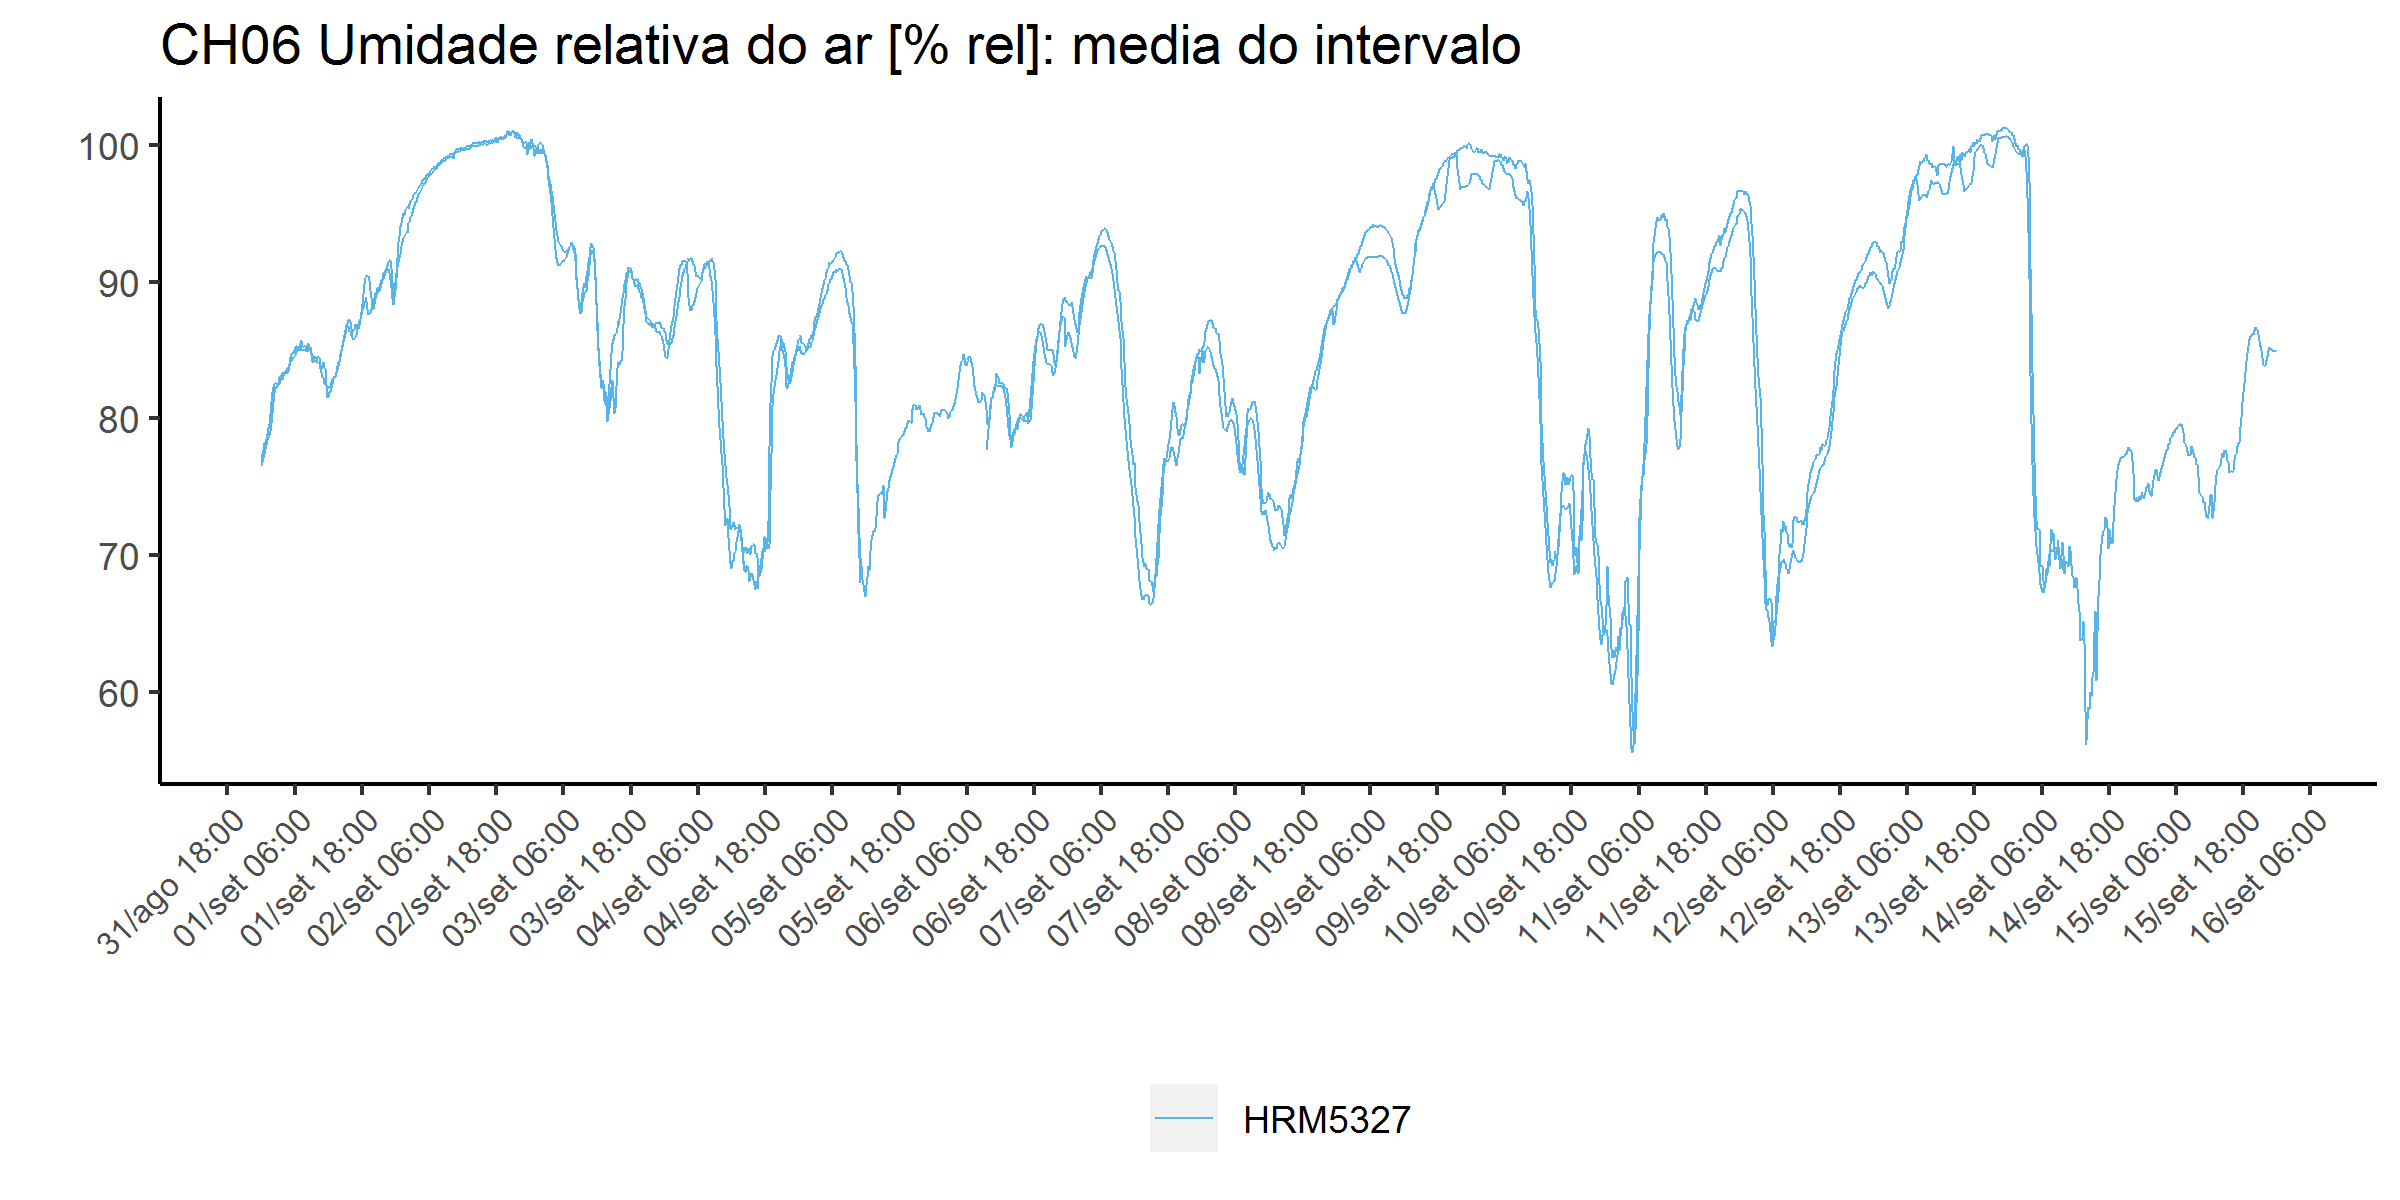 CH06 Umidade relativa do ar [% rel]: media do intervalo
100
90
80
70
60
31/ago 18:00
01/set 06:00
01/set 18:00
02/set 06:00
02/set 18:00
03/set 06:00
03/set 18:00
04/set 06:00
04/set 18:00
05/set 06:00
05/set 18:00
06/set 06:00
06/set 18:00
07/set 06:00
07/set 18:00
08/set 06:00
08/set 18:00
09/set 06:00
09/set 18:00
10/set 06:00
10/set 18:00
11/set 06:00
11/set 18:00
12/set 06:00
12/set 18:00
13/set 06:00
13/set 18:00
14/set 06:00
14/set 18:00
15/set 06:00
15/set 18:00
16/set 06:00
HRM5327